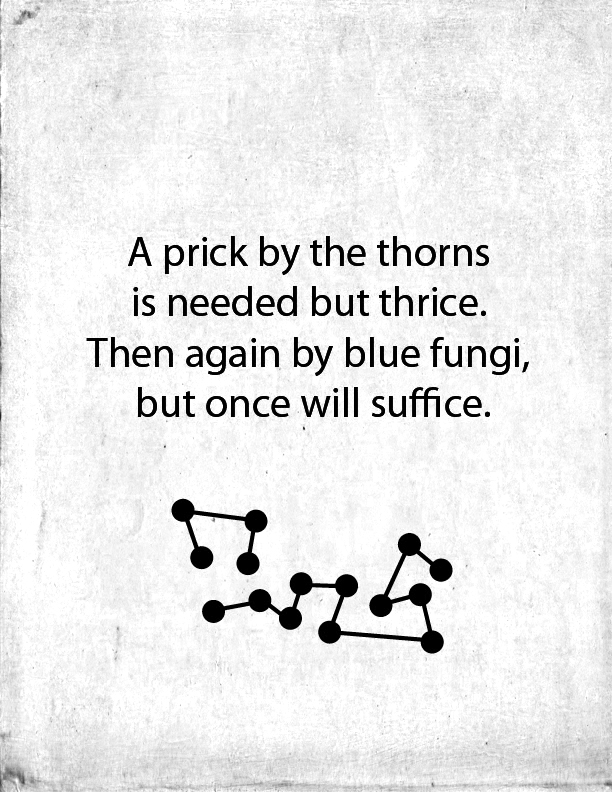 A prick by the thorns
is needed but thrice.
Then again by blue fungi,
but once will suffice.